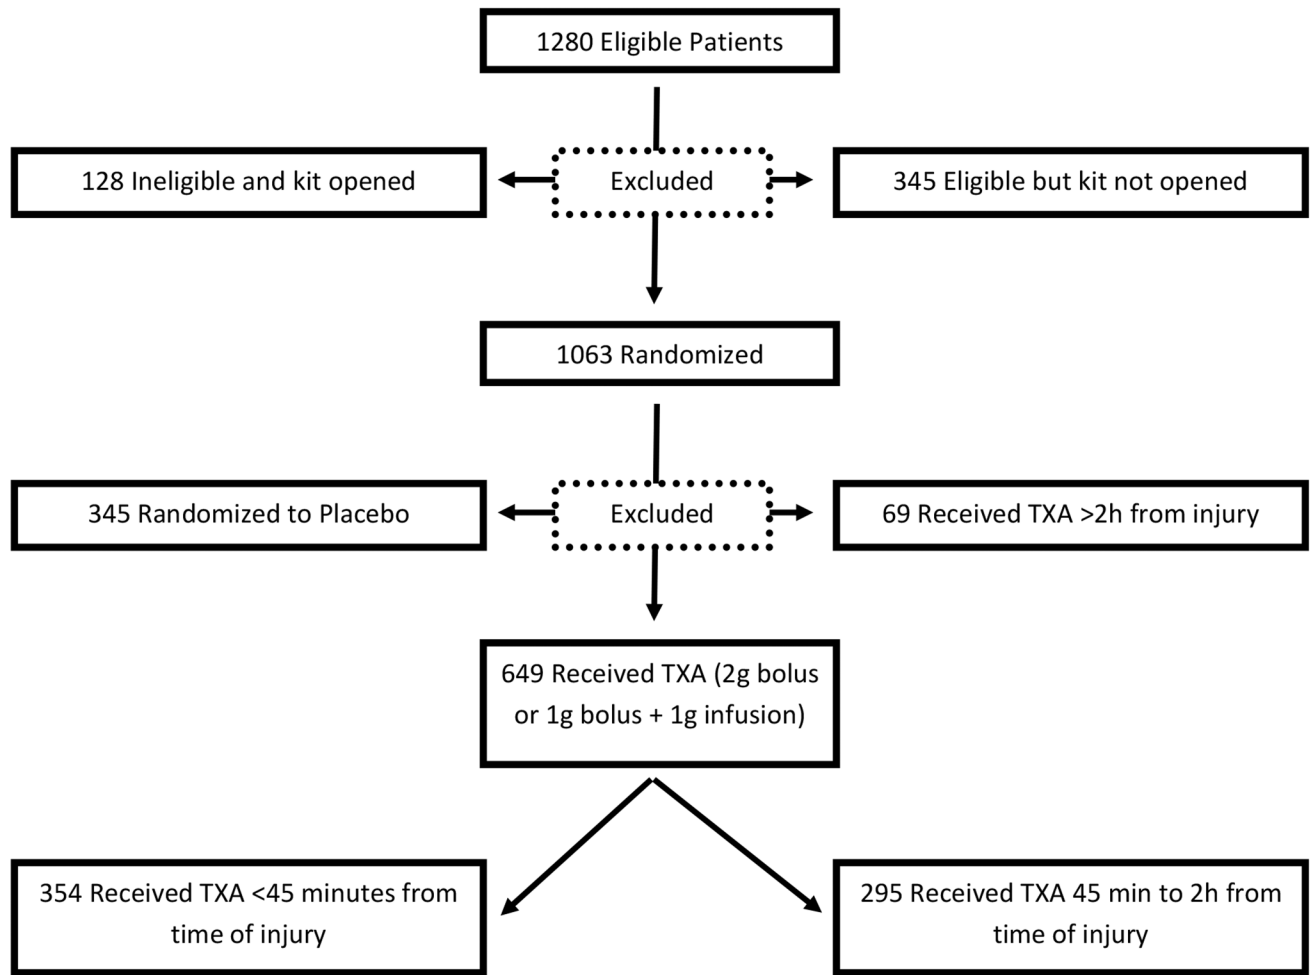 1280 Eligible Patients
128 Ineligible and kit opened
Excluded
345 Eligible but kit not opened
1063 Randomized
345 Randomized to Placebo
Excluded
69 Received TXA >2h from injury
649 Received TXA (2g bolus
or 1g bolus + 1g infusion)
354 Received TXA <45 minutes from
time of injury
295 Received TXA 45 min to 2h from
time of injury